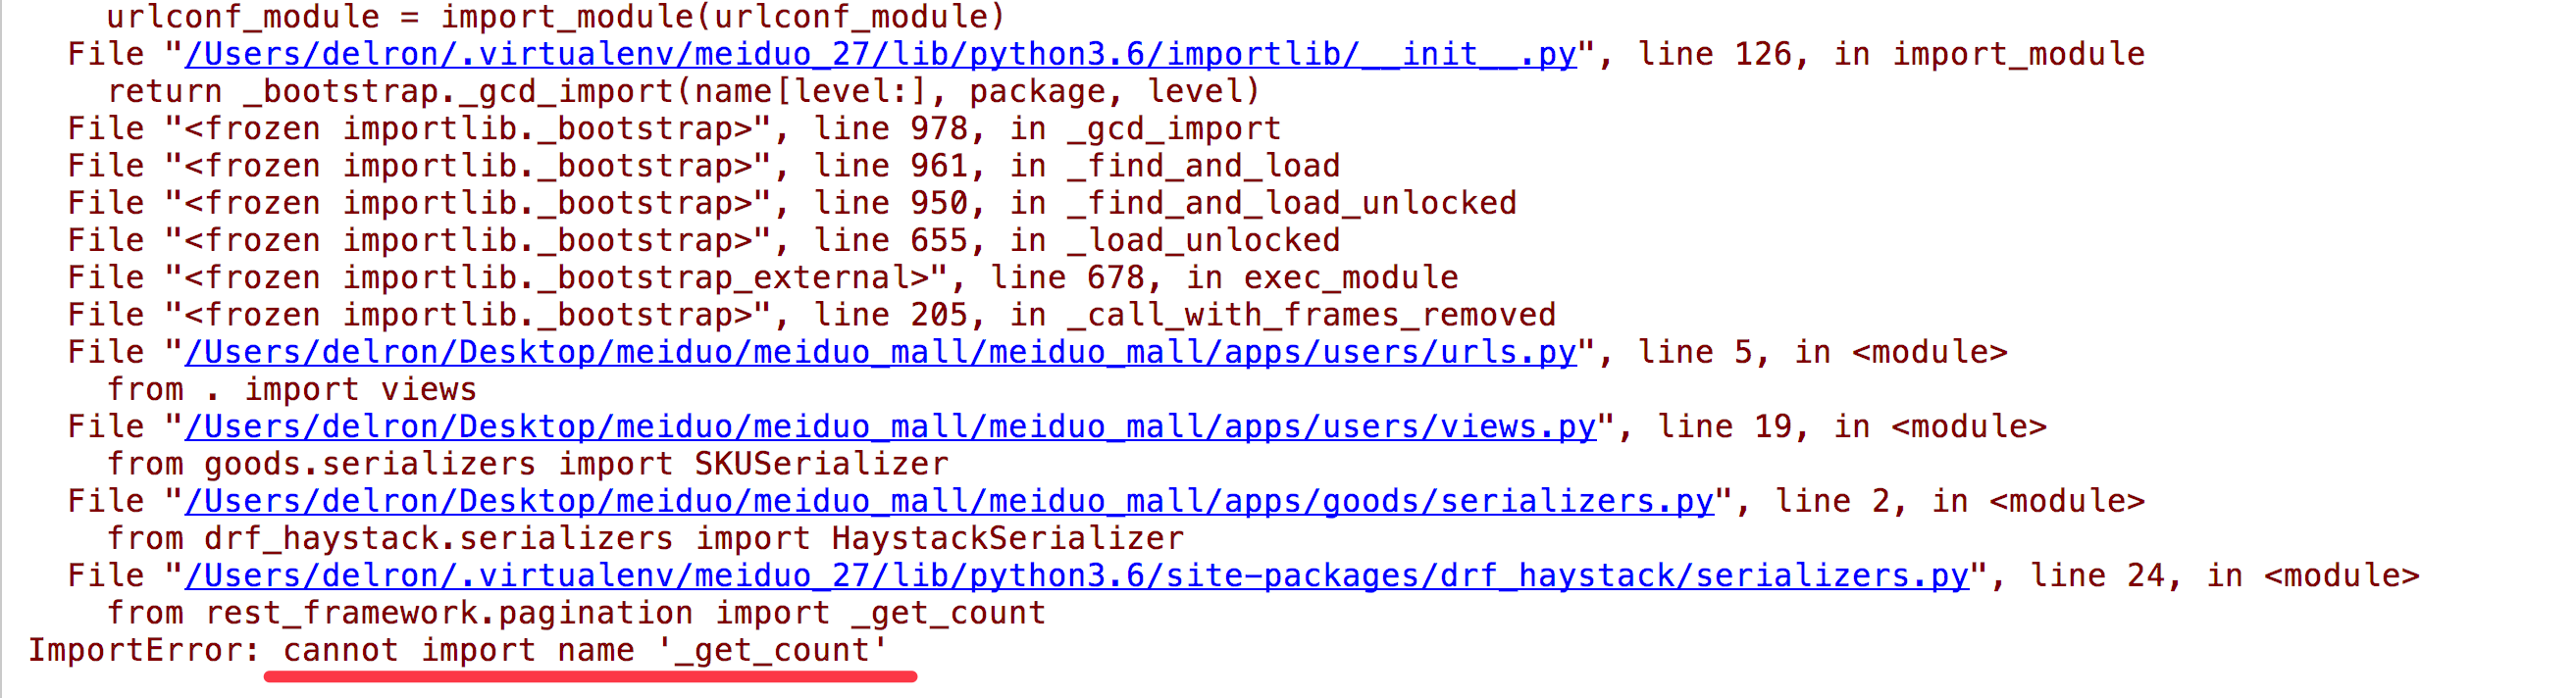 urlconf_module = import_module(urlconf_module)
File "/Users/delron/.virtualenv/meiduo_27/lib/python3.6/importlib/__init__.py", line 126, in import_module
return _bootstrap._gcd_import(name[level:], package, level)
File "<frozen importlib._bootstrap>", line 978, in _gcd_import
File "<frozen importlib._bootstrap>", line 961, in _find_and_load
File "<frozen importlib._bootstrap>", line 950, in _find_and_load_unlocked
File "<frozen importlib._bootstrap>", line 655, in _load_unlocked
File "<frozen importlib._bootstrap_external>", line 678, in exec_module
File "<frozen importlib._bootstrap>", line 205, in _call_with_frames_removed
File "/Users/delron/Desktop/meiduo/meiduo_mall/meiduo_mall/apps/users/urls.py", line 5, in <module>
from . import views
File "/Users/delron/Desktop/meiduo/meiduo_mall/meiduo_mall/apps/users/views.py", line 19, in <module>
from goods.serializers import SKUSerializer
File "/Users/delron/Desktop/meiduo/meiduo_mall/meiduo_mall/apps/goods/serializers.py", line 2, in <module>
from drf_haystack.serializers import HaystackSerializer
File "/Users/delron/.virtualenv/meiduo_27/lib/python3.6/site-packages/drf_haystack/serializers.py", line 24, in <module>
from rest_framework.pagination import _get_count
ImportError: cannot import name '_get_count'